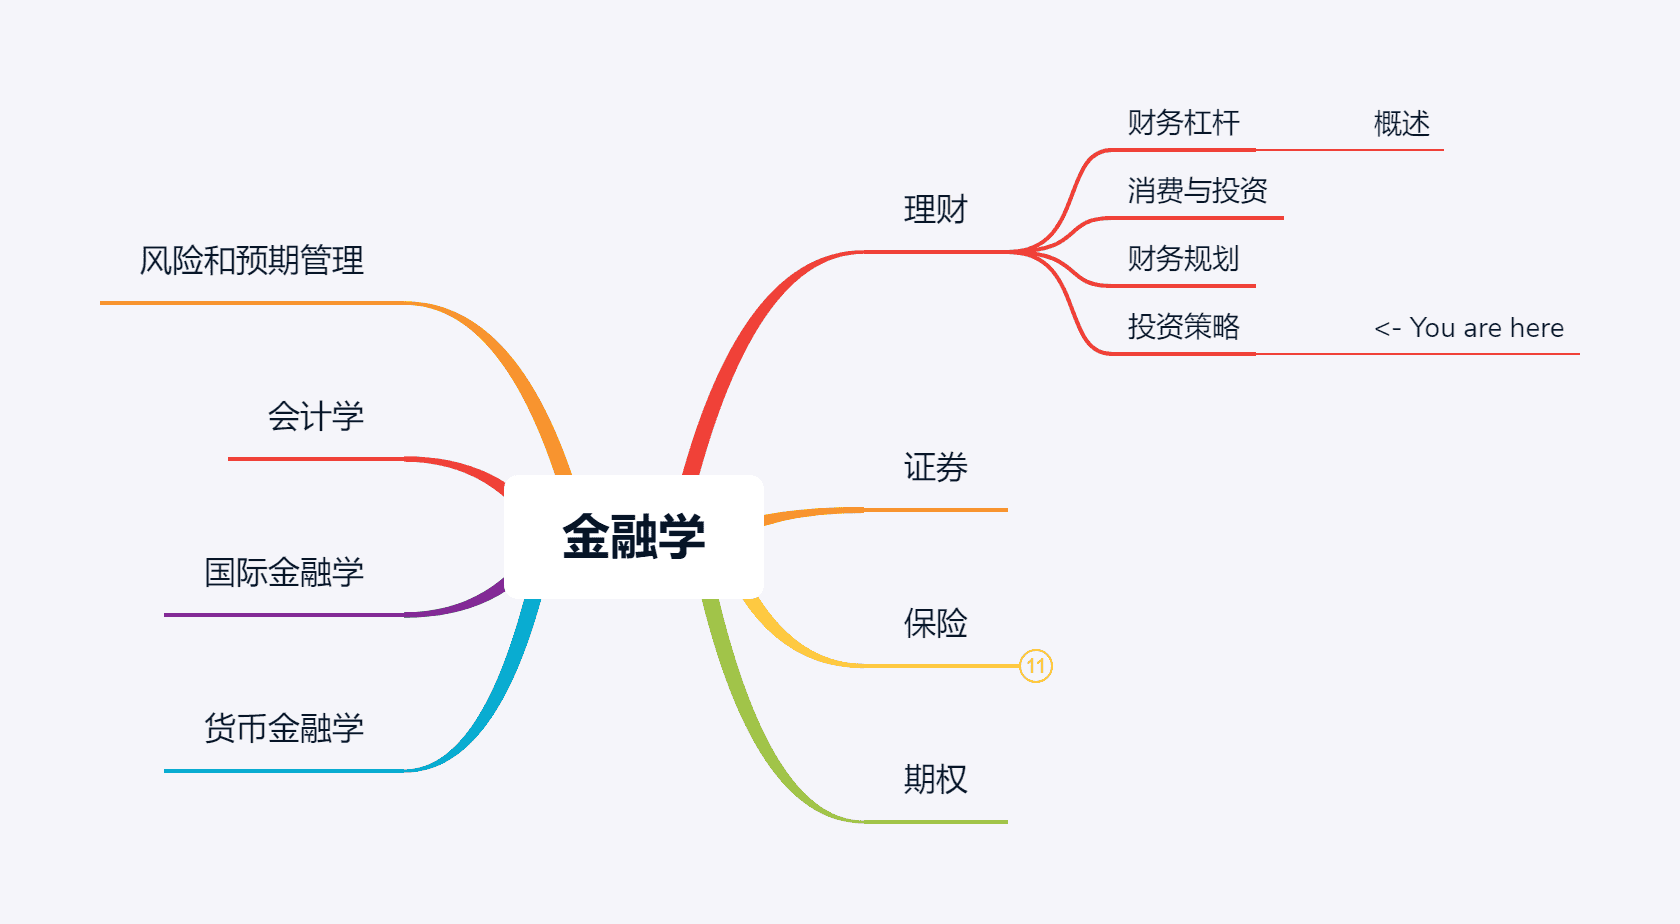 金融学
理财
财务杠杆
概述
消费与投资
财务规划
投资策略
<- You are here
证券
保险
11
期权
风险和预期管理
会计学
国际金融学
货币金融学